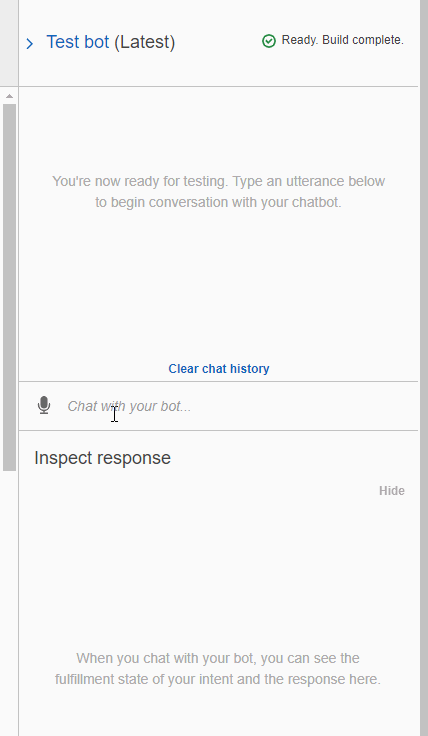 Test bot (Latest)
Ready. Build complete.
You're now ready for testing. Type an utterance below
to begin conversation with your chatbot.
Clear chat history
Chat with your bot...
Inspect response
Hide
When you chat with your bot, you can see the
fulfillment state of your intent and the response here.